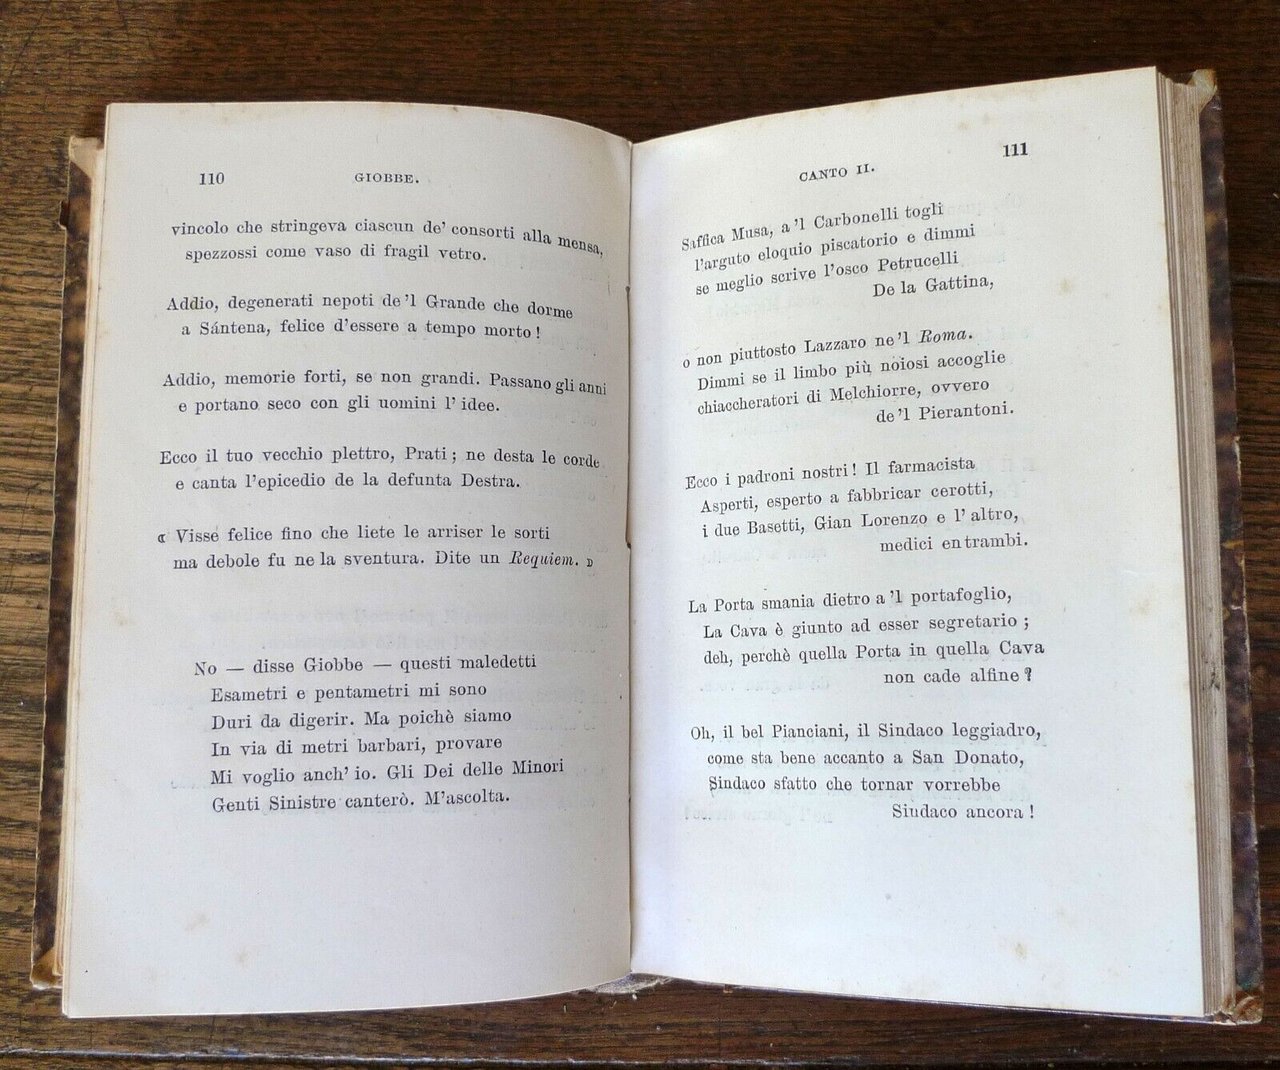 110
GIOBBE.
vincolo che stringeva ciascun de' consorti alla mensa,
spezzossi come vaso di fragil vetro.
Addio, degenerati nepoti de 'l Grande che dorme
a Sántena, felice d'essere a tempo morto !
Addio, memorie forti, se non grandi. Passano gli anni
e portano seco con gli uomini l' idee.
Ecco il tuo vecchio plettro, Prati ; ne desta le corde
e canta l'epicedio de la defunta Destra.
« Visse felice fino che liete le arriser le sorti
ma debole fu ne la sventura. Dite un Requiem. »
No — disse Giobbe — questi maledetti
Esametri e pentametri mi sono
Duri da digerir. Ma poichè siamo
In via di metri barbari, provare
Mi voglio anch' io. Gli Dei delle Minori
Genti Sinistre canterò. M'ascolta.
CANTO II.
111
Saffica Musa, a 'l Carbonelli togli
l'arguto eloquio piscatorio e dimmi
se meglio scrive l'osco Petrucelli
De la Gattina,
o non piuttosto Lazzaro ne 'l Roma.
Dimmi se il limbo più noiosi accoglie
chiaccheratori di Melchiorre, ovvero
de 'l Pierantoni.
Ecco i padroni nostri! Il farmacista
Asperti, esperto a fabbricar cerotti,
i due Basetti, Gian Lorenzo e l' altro,
medici entrambi.
La Porta smania dietro a 'l portafoglio,
La Cava è giunto ad esser segretario ;
deh, perchè quella Porta in quella Cava
non cade alfine ?
Oh, il bel Pianciani, il Sindaco leggiadro,
come sta bene accanto a San Donato,
Sindaco sfatto che tornar vorrebbe
Sindaco ancora !